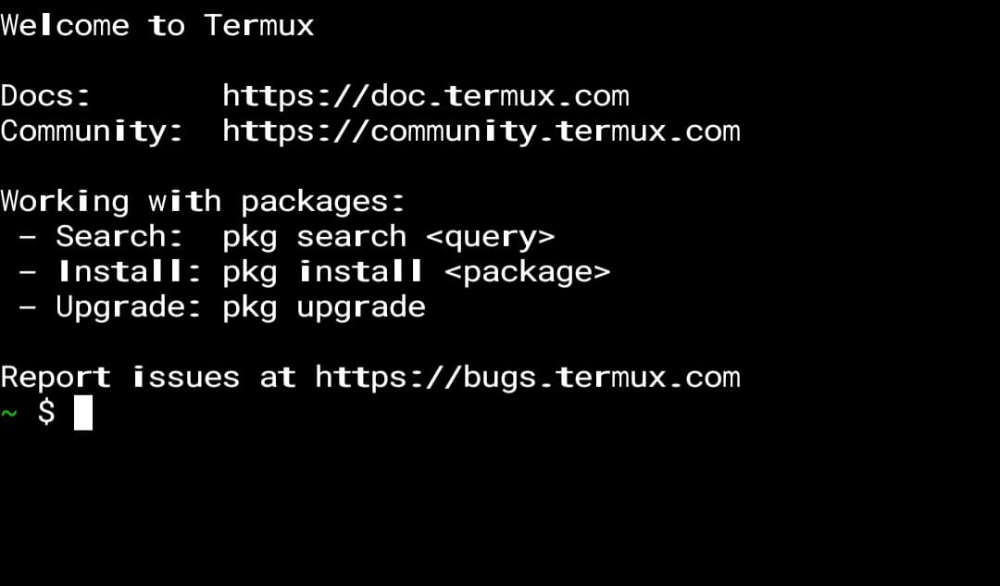 Welcome to Termux
Docs:       https://doc.termux.com
Community:  https://community.termux.com
Working with packages:
 - Search:  pkg search <query>
 - Install: pkg install <package>
 - Upgrade: pkg upgrade
Report issues at https://bugs.termux.com
~ $